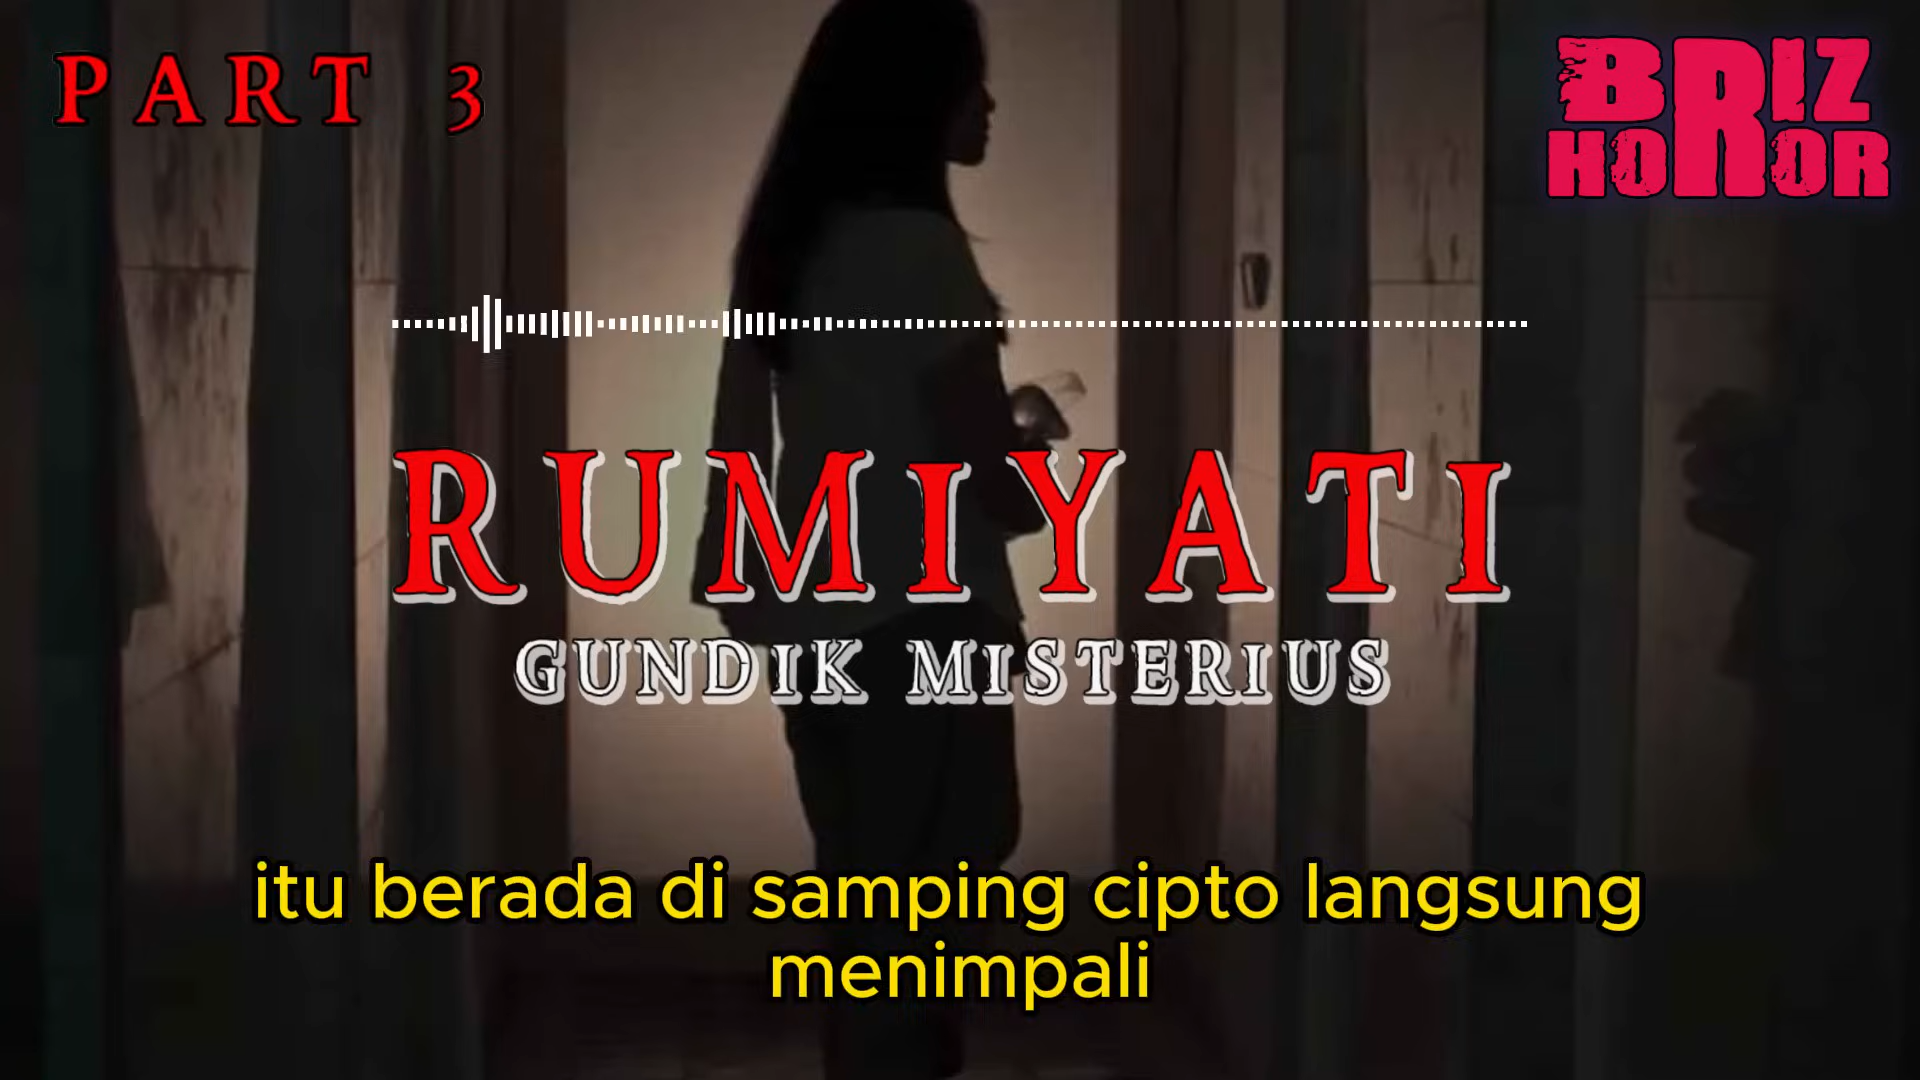 PART 3
BRIZ
HOROR
RUMIYATI
GUNDIK MISTERIUS
itu berada di samping cipto langsung
menimpali